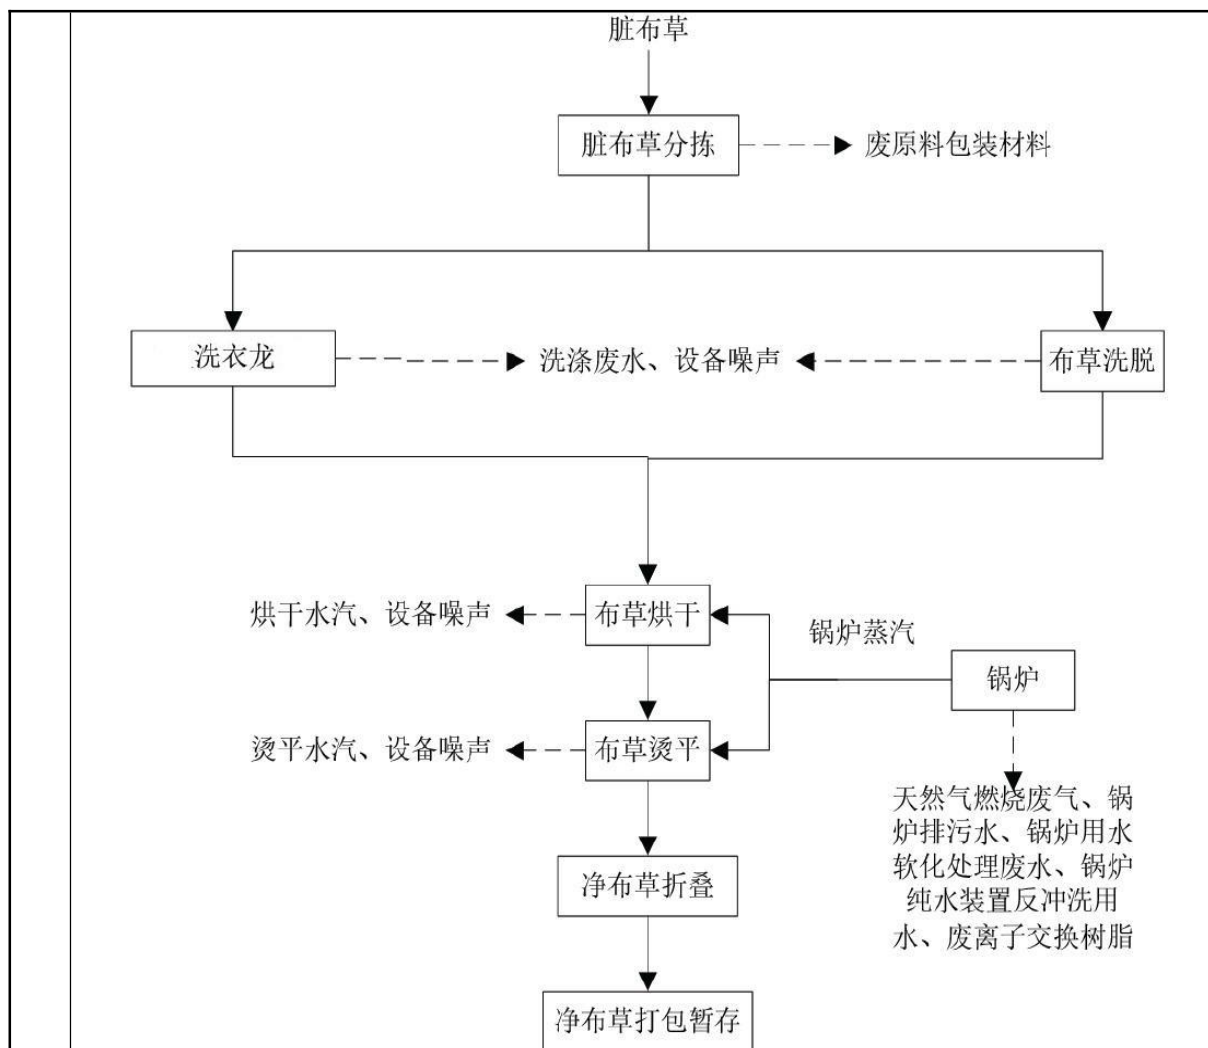 脏布草
脏布草分拣
废原料包装材料
洗衣龙
洗涤废水、设备噪声
布草洗脱
烘干水汽、设备噪声
布草烘干
锅炉蒸汽
锅炉
烫平水汽、设备噪声
布草烫平
天然气燃烧废气、锅
炉排污水、锅炉用水
软化处理废水、锅炉
纯水装置反冲洗用
水、废离子交换树脂
净布草折叠
净布草打包暂存